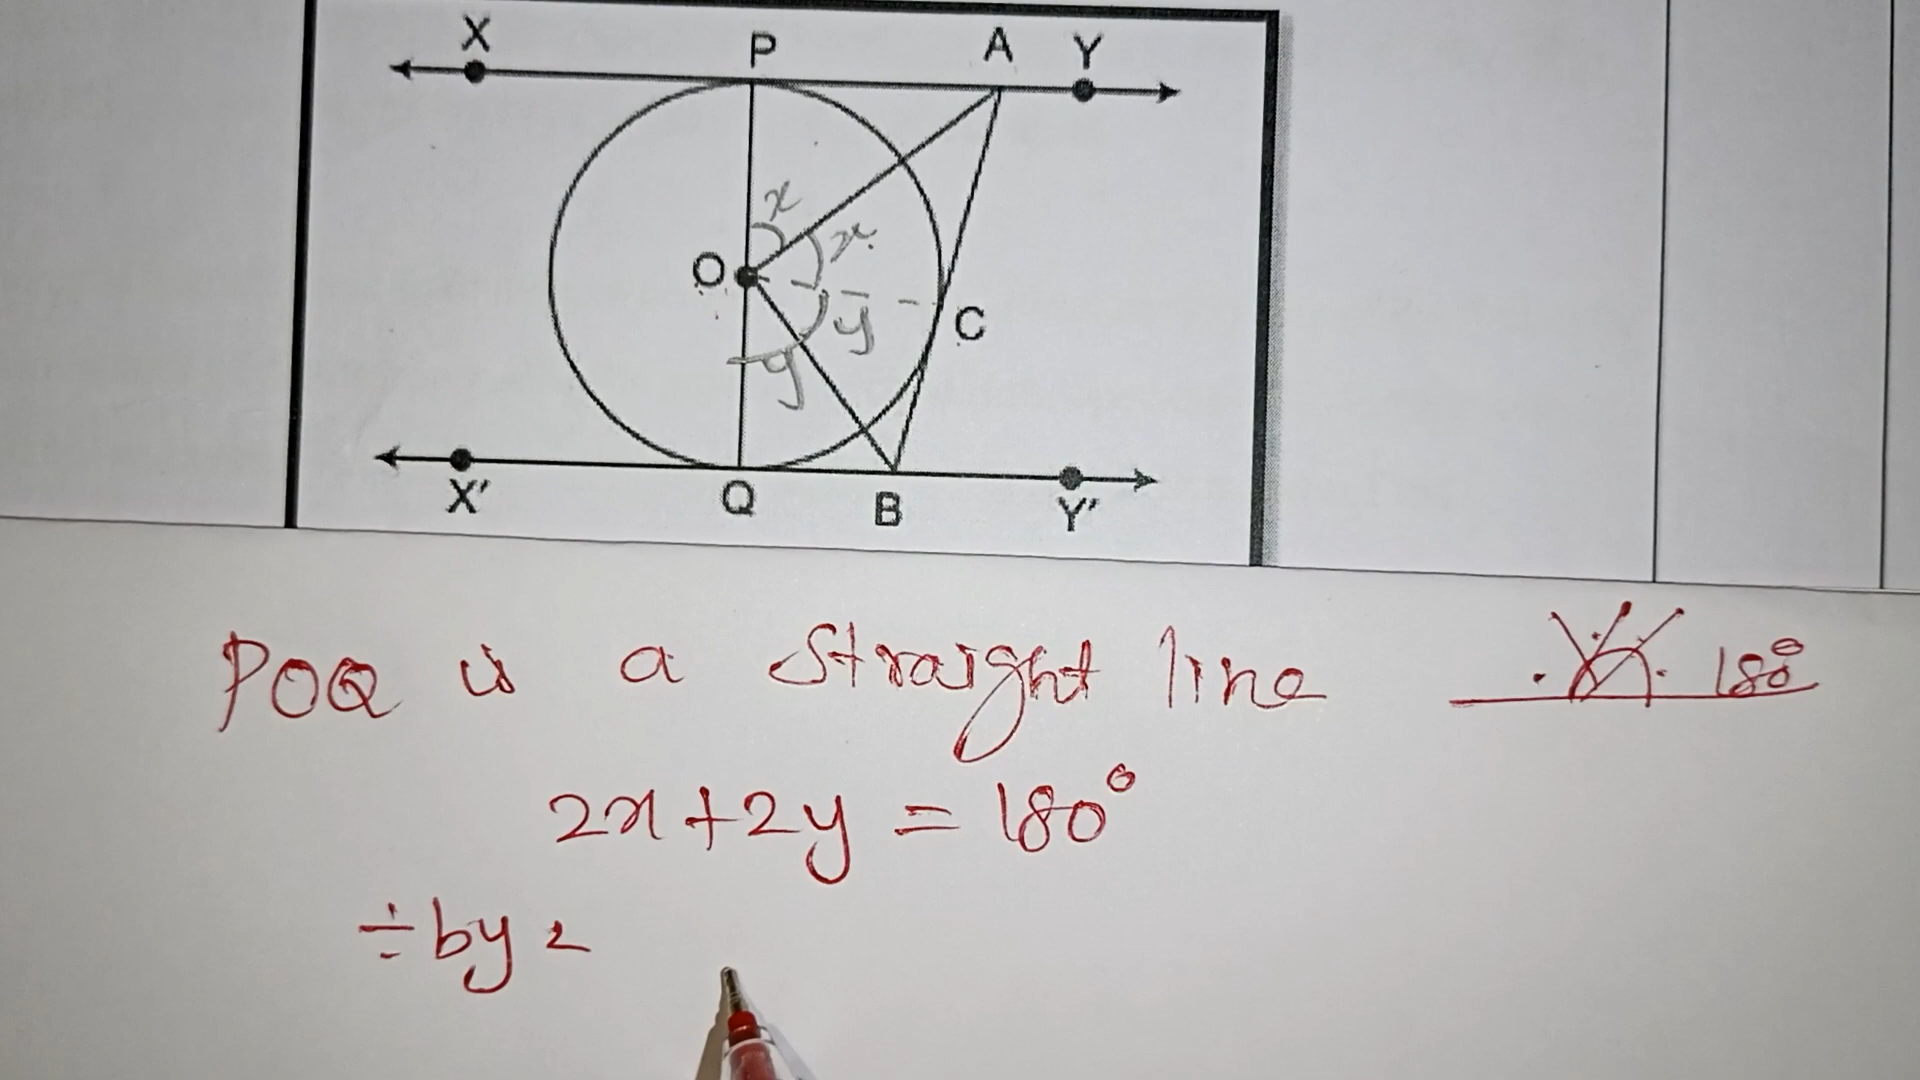 X P A Y
x
x
O
y
C
y
X' Q B Y'
POQ is a straight line 180°
2x+2y = 180°
÷ by 2